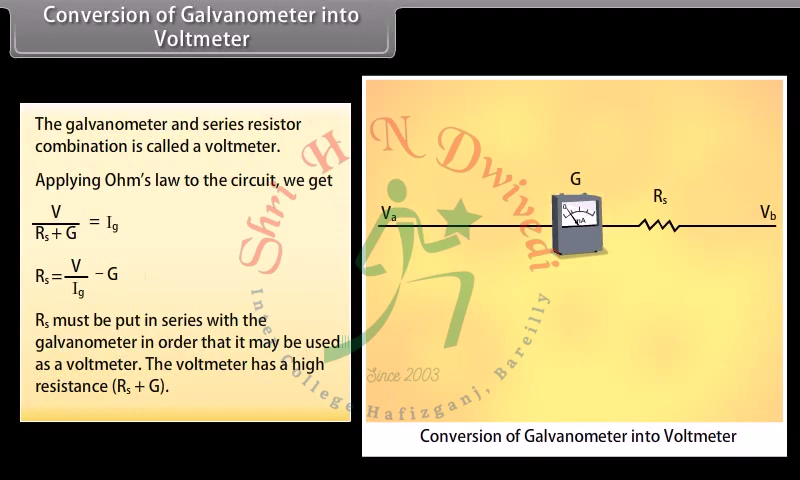 Conversion of Galvanometer into
Voltmeter
The galvanometer and series resistor
combination is called a voltmeter.
Applying Ohm's law to the circuit, we get
V
Rs + G
= Ig
Rs = V
Ig
– G
Rs must be put in series with the
galvanometer in order that it may be used
as a voltmeter. The voltmeter has a high
resistance (Rs + G).
G
Rs
Va
Vb
0
mA
Shri H N Dwivedi
Inter College Hafizganj, Bareilly
Since 2003
Conversion of Galvanometer into Voltmeter